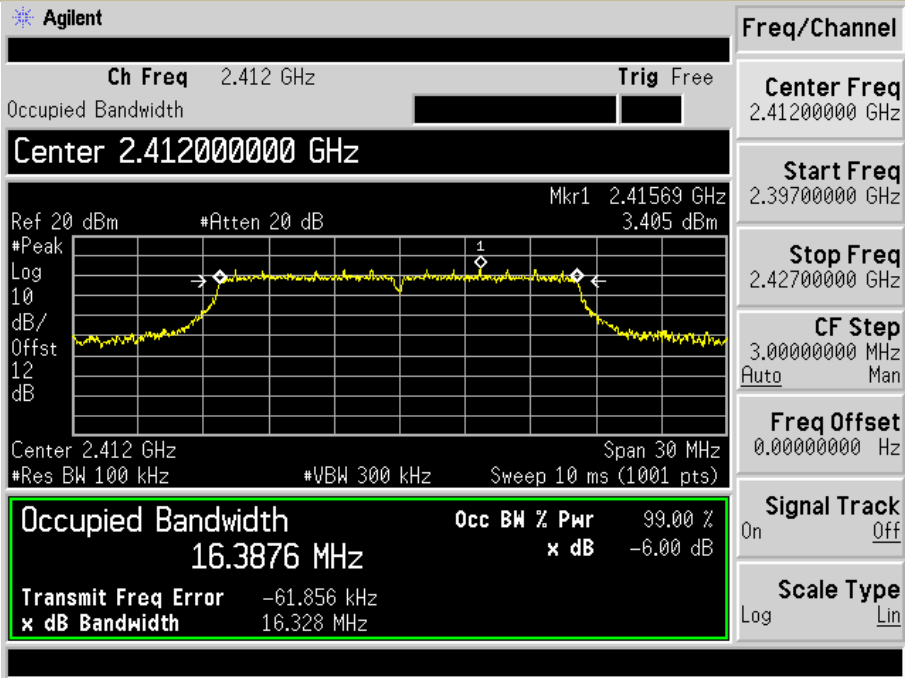 Agilent
Ch Freq 2.412 GHz Trig Free
Occupied Bandwidth
Center 2.412000000 GHz
Mkr1 2.41569 GHz
Ref 20 dBm #Atten 20 dB 3.405 dBm
#Peak
Log
10
dB/
Offst
12
dB
1
Center 2.412 GHz Span 30 MHz
#Res BW 100 kHz #VBW 300 kHz Sweep 10 ms (1001 pts)
Occupied Bandwidth Occ BW % Pwr 99.00 %
16.3876 MHz x dB -6.00 dB
Transmit Freq Error -61.856 kHz
x dB Bandwidth 16.328 MHz
Freq/Channel
Center Freq
2.41200000 GHz
Start Freq
2.39700000 GHz
Stop Freq
2.42700000 GHz
CF Step
3.00000000 MHz
Auto Man
Freq Offset
0.00000000 Hz
Signal Track
On Off
Scale Type
Log Lin